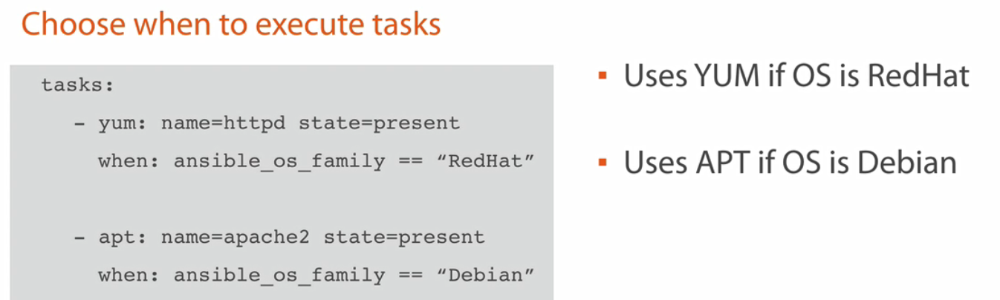 Choose when to execute tasks
tasks:
- yum: name=httpd state=present
when: ansible_os_family == “RedHat”
- apt: name=apache2 state=present
when: ansible_os_family == “Debian”
▪ Uses YUM if OS is RedHat
▪ Uses APT if OS is Debian